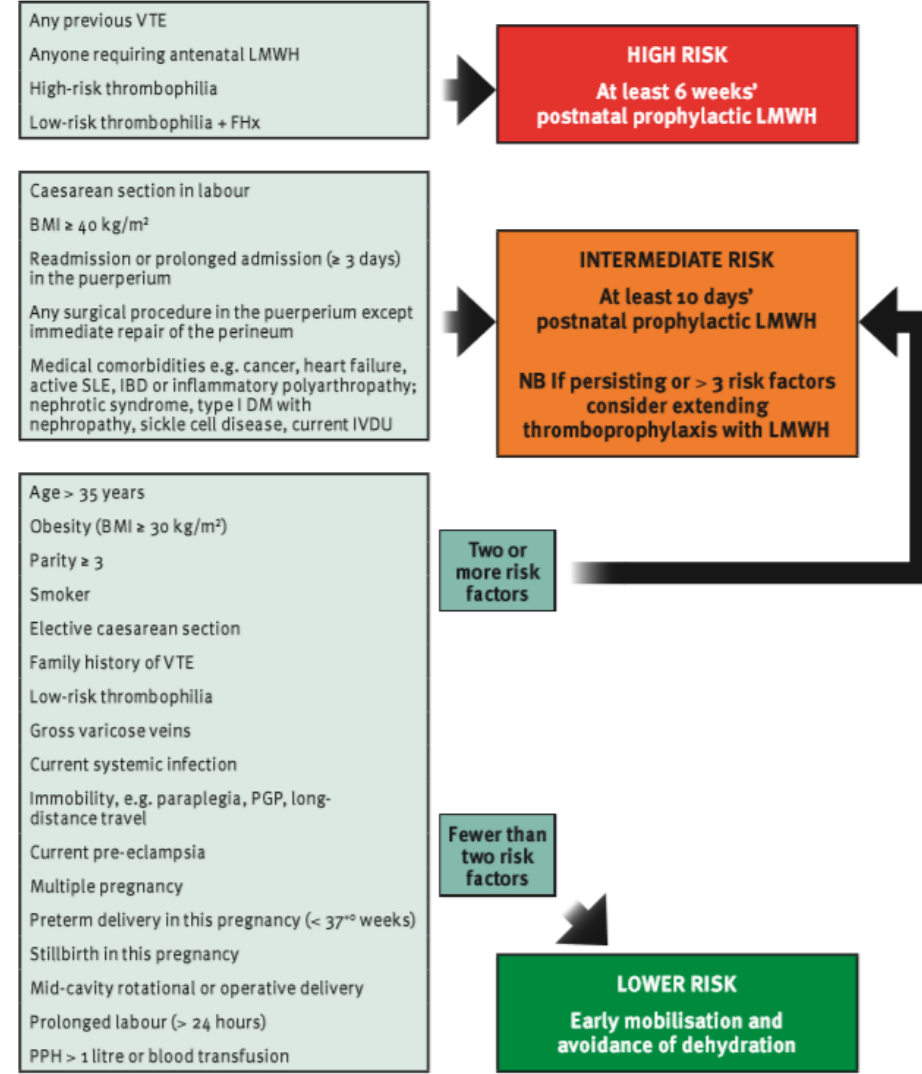 Any previous VTE
Anyone requiring antenatal LMWH
High-risk thrombophilia
Low-risk thrombophilia + FHx
HIGH RISK
At least 6 weeks'
postnatal prophylactic LMWH
Caesarean section in labour
BMI ≥ 40 kg/m²
Readmission or prolonged admission (≥ 3 days)
in the puerperium
Any surgical procedure in the puerperium except
immediate repair of the perineum
Medical comorbidities e.g. cancer, heart failure,
active SLE, IBD or inflammatory polyarthropathy;
nephrotic syndrome, type I DM with
nephropathy, sickle cell disease, current IVDU
INTERMEDIATE RISK
At least 10 days'
postnatal prophylactic LMWH
NB If persisting or > 3 risk factors
consider extending
thromboprophylaxis with LMWH
Age > 35 years
Obesity (BMI ≥ 30 kg/m²)
Parity ≥ 3
Smoker
Elective caesarean section
Family history of VTE
Low-risk thrombophilia
Gross varicose veins
Current systemic infection
Immobility, e.g. paraplegia, PGP, long-
distance travel
Current pre-eclampsia
Multiple pregnancy
Preterm delivery in this pregnancy (< 37⁺⁰ weeks)
Stillbirth in this pregnancy
Mid-cavity rotational or operative delivery
Prolonged labour (> 24 hours)
PPH > 1 litre or blood transfusion
Two or
more risk
factors
Fewer than
two risk
factors
LOWER RISK
Early mobilisation and
avoidance of dehydration